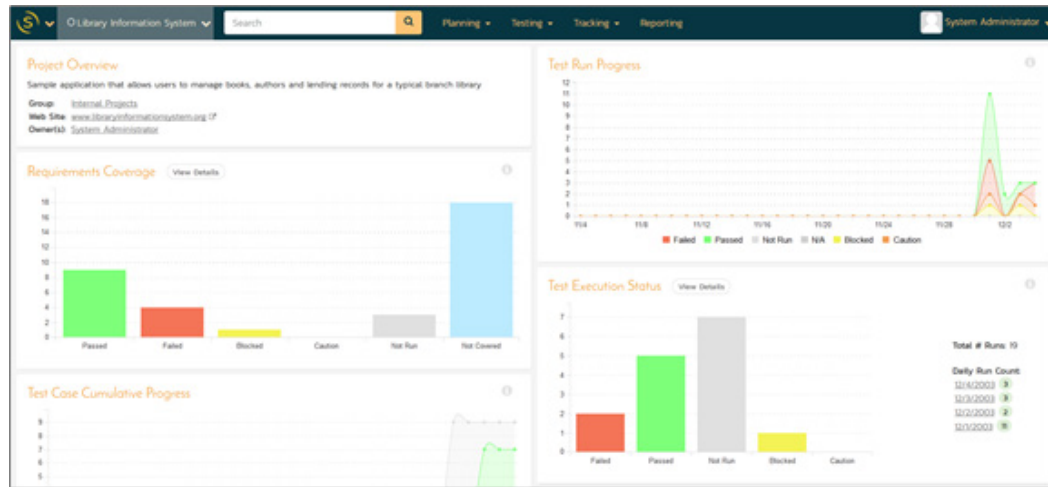 Library Information System
Search
Planning
Testing
Tracking
Reporting
System Administrator
Project Overview
Sample application that allows users to manage books, authors and lending records for a typical branch library
Group: Internal Projects
Web Site: www.libraryinformationsystem.org
Owner(s): System Administrator
Requirements Coverage View Details
18
16
14
12
10
8
6
4
2
0
Passed Failed Blocked Caution Not Run Not Covered
Test Case Cumulative Progress
9
7
6
5
Test Run Progress
12
11
10
9
8
7
6
5
4
3
2
1
0
11/4 11/8 11/12 11/16 11/20 11/24 11/28 12/2
Failed Passed Not Run N/A Blocked Caution
Test Execution Status View Details
7
6
5
4
3
2
1
0
Failed Passed Not Run Blocked Caution
Total # Runs: 19
Daily Run Count:
12/4/2003 3
12/3/2003 3
12/2/2003 2
12/1/2003 11